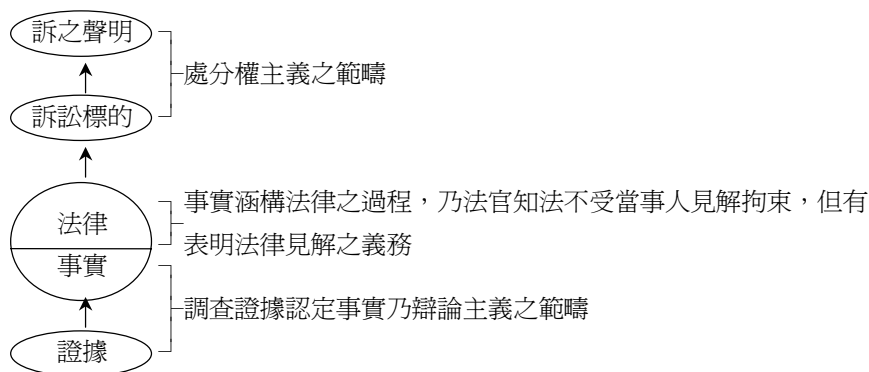 訴之聲明
處分權主義之範疇
訴訟標的
事實涵構法律之過程，乃法官知法不受當事人見解拘束，但有
法律
表明法律見解之義務
事實
調查證據認定事實乃辯論主義之範疇
證據